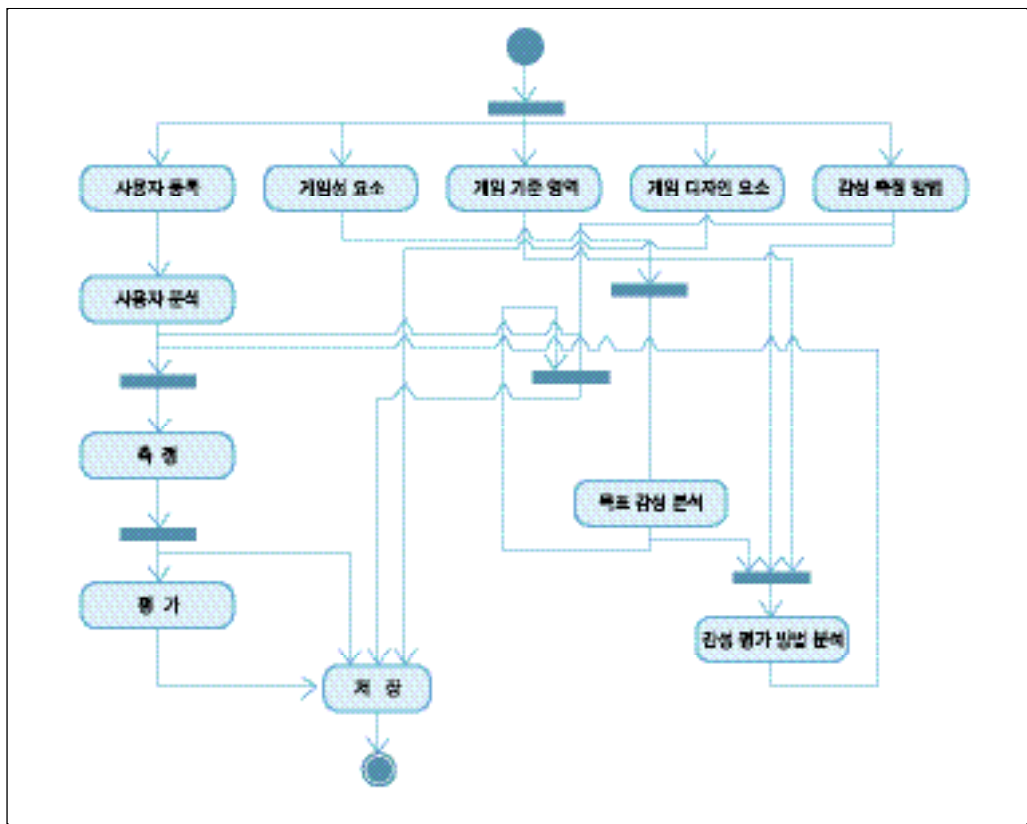 사용자 등록
게임성 요소
게임 기준 영역
게임 디자인 요소
감성 측정 방법
사용자 분석
측 정
목표 감성 분석
평 가
감성 평가 방법 분석
저 장